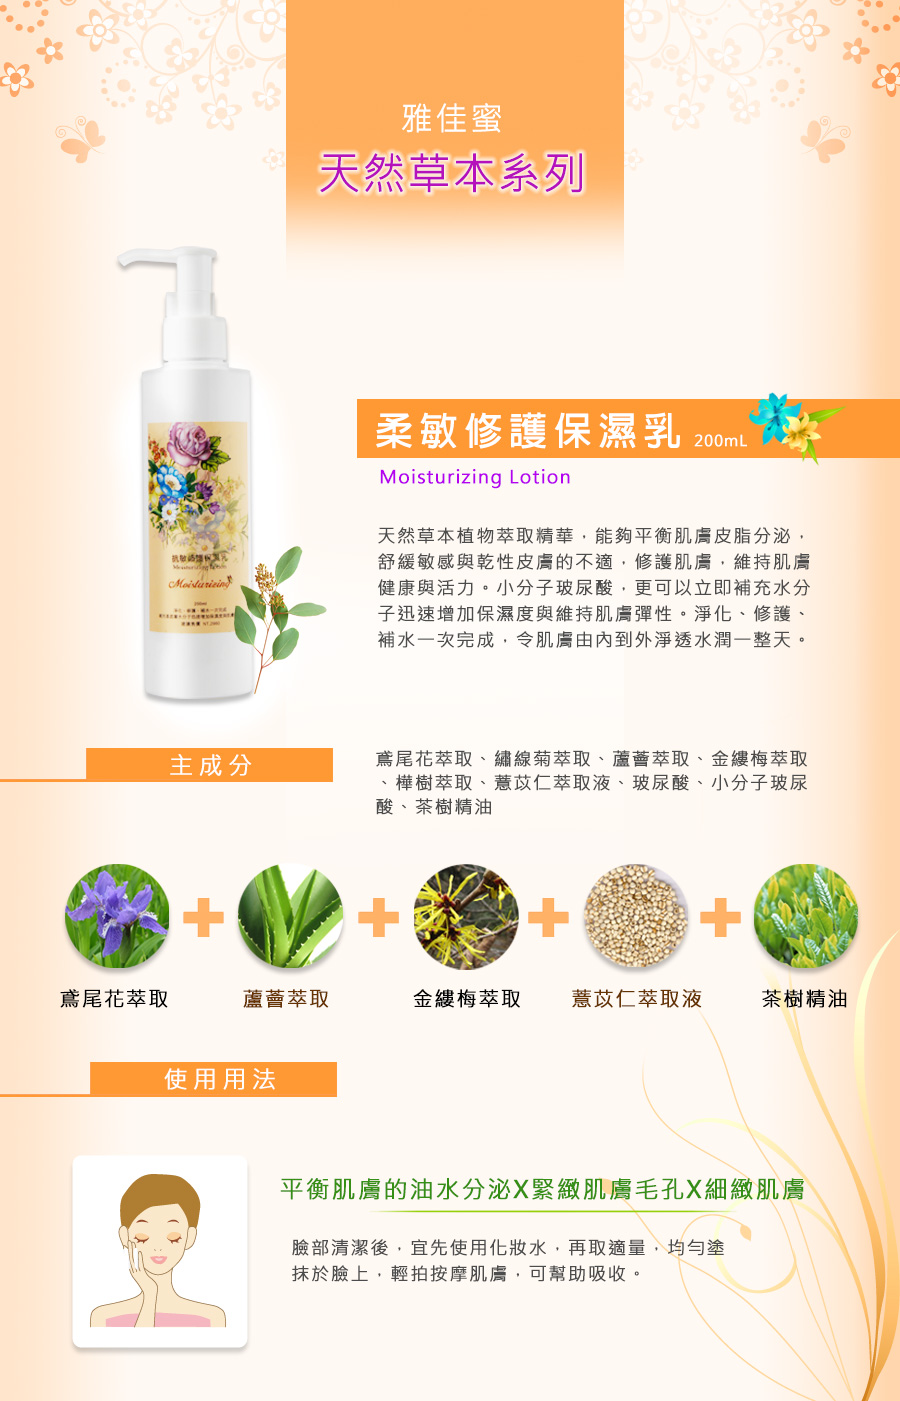 雅佳蜜
天然草本系列
柔敏修護保濕乳 200mL
Moisturizing Lotion
天然草本植物萃取精華，能夠平衡肌膚皮脂分泌，
舒緩敏感與乾性皮膚的不適，修護肌膚，維持肌膚
健康與活力。小分子玻尿酸，更可以立即補充水分
子迅速增加保濕度與維持肌膚彈性。淨化、修護、
補水一次完成，令肌膚由內到外淨透水潤一整天。
Moisturizing
主成分
鳶尾花萃取、繡線菊萃取、蘆薈萃取、金縷梅萃取
、樺樹萃取、薏苡仁萃取液、玻尿酸、小分子玻尿
酸、茶樹精油
鳶尾花萃取
蘆薈萃取
金縷梅萃取
薏苡仁萃取液
茶樹精油
使用用法
平衡肌膚的油水分泌X緊緻肌膚毛孔X細緻肌膚
臉部清潔後，宜先使用化妝水，再取適量，均勻塗
抹於臉上，輕拍按摩肌膚，可幫助吸收。